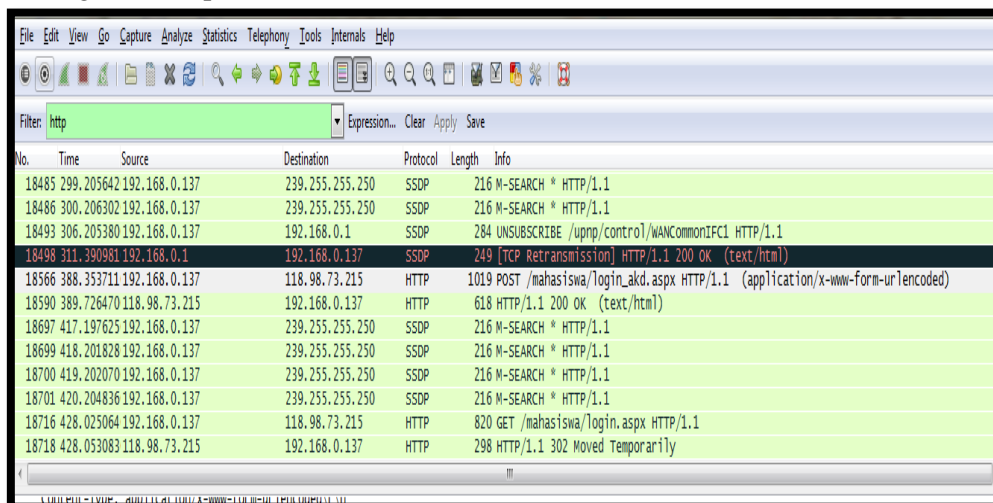 File Edit View Go Capture Analyze Statistics Telephony Tools Internals Help
Filter: http Expression... Clear Apply Save
No. Time Source Destination Protocol Length Info
18485 299.205642 192.168.0.137 239.255.255.250 SSDP 216 M-SEARCH * HTTP/1.1
18486 300.206302 192.168.0.137 239.255.255.250 SSDP 216 M-SEARCH * HTTP/1.1
18493 306.205380 192.168.0.137 192.168.0.1 SSDP 284 UNSUBSCRIBE /upnp/control/WANCommonIFC1 HTTP/1.1
18498 311.390981 192.168.0.1 192.168.0.137 SSDP 249 [TCP Retransmission] HTTP/1.1 200 OK (text/html)
18566 388.353711 192.168.0.137 118.98.73.215 HTTP 1019 POST /mahasiswa/login_akd.aspx HTTP/1.1 (application/x-www-form-urlencoded)
18590 389.726470 118.98.73.215 192.168.0.137 HTTP 618 HTTP/1.1 200 OK (text/html)
18697 417.197625 192.168.0.137 239.255.255.250 SSDP 216 M-SEARCH * HTTP/1.1
18699 418.201828 192.168.0.137 239.255.255.250 SSDP 216 M-SEARCH * HTTP/1.1
18700 419.202070 192.168.0.137 239.255.255.250 SSDP 216 M-SEARCH * HTTP/1.1
18701 420.204836 192.168.0.137 239.255.255.250 SSDP 216 M-SEARCH * HTTP/1.1
18716 428.025064 192.168.0.137 118.98.73.215 HTTP 820 GET /mahasiswa/login.aspx HTTP/1.1
18718 428.053083 118.98.73.215 192.168.0.137 HTTP 298 HTTP/1.1 302 Moved Temporarily